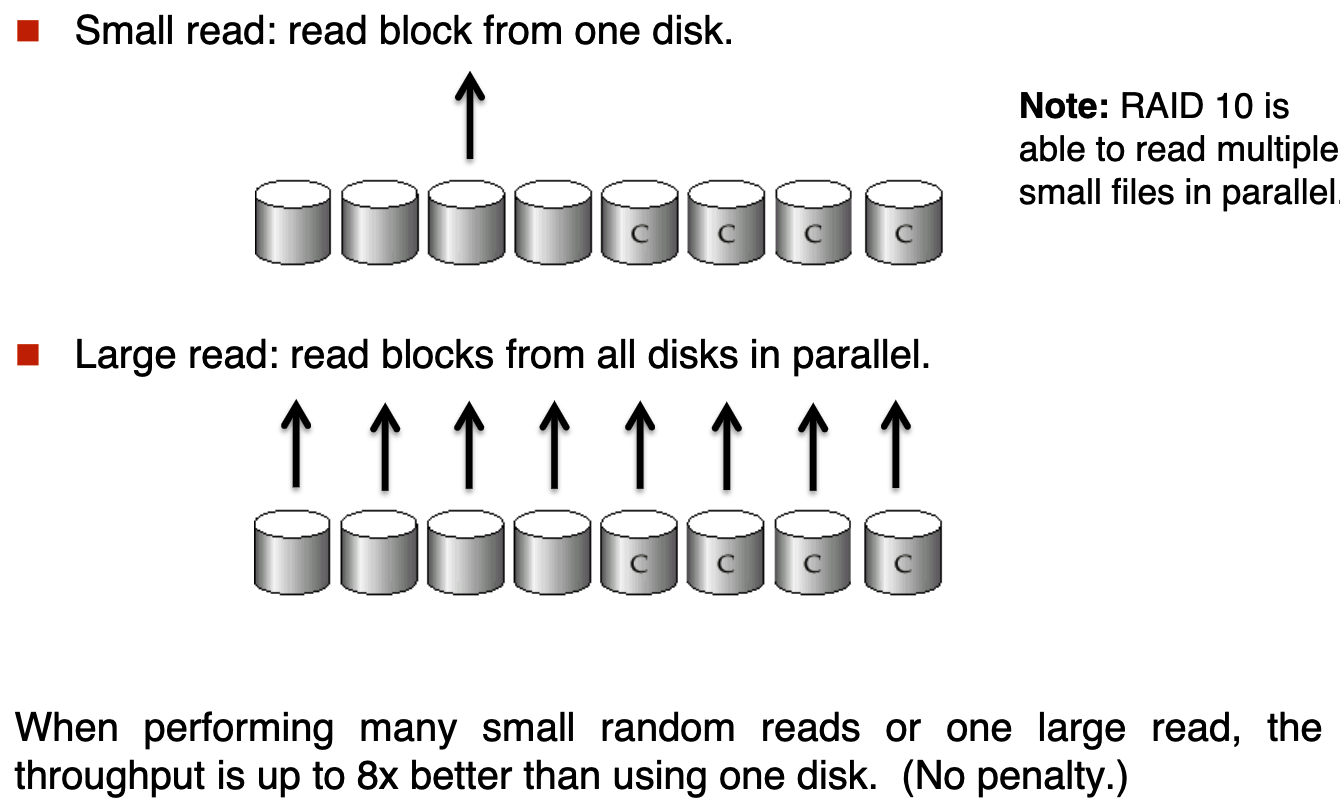 Small read: read block from one disk.
Note: RAID 10 is
able to read multiple
small files in parallel.
C C C C
Large read: read blocks from all disks in parallel.
C C C C
When performing many small random reads or one large read, the
throughput is up to 8x better than using one disk. (No penalty.)